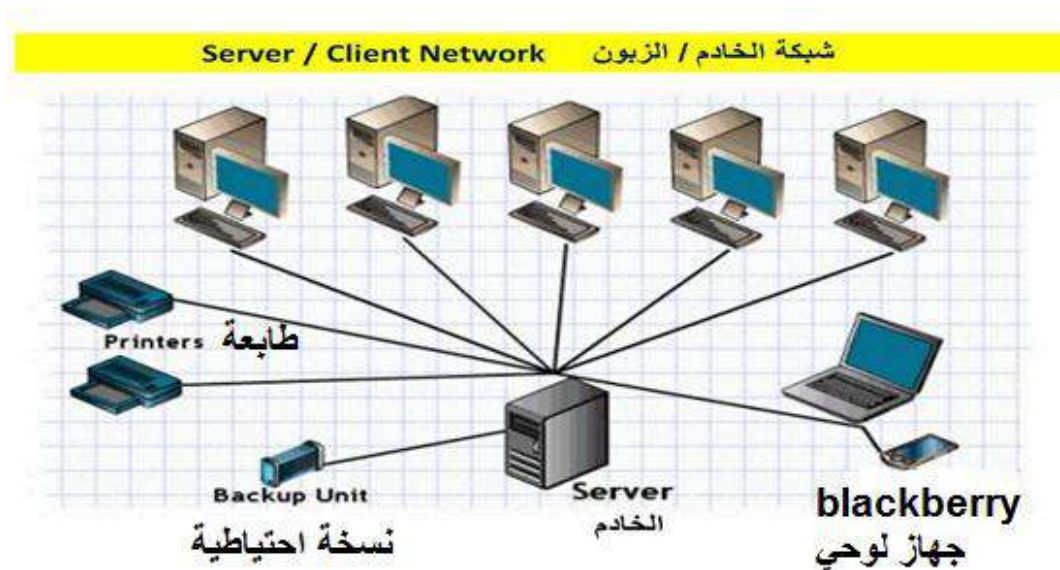 Server / Client Network شبكة الخادم / الزبون
Printers طابعة
Backup Unit
نسخة احتياطية
Server
الخادم
blackberry
جهاز لوحي